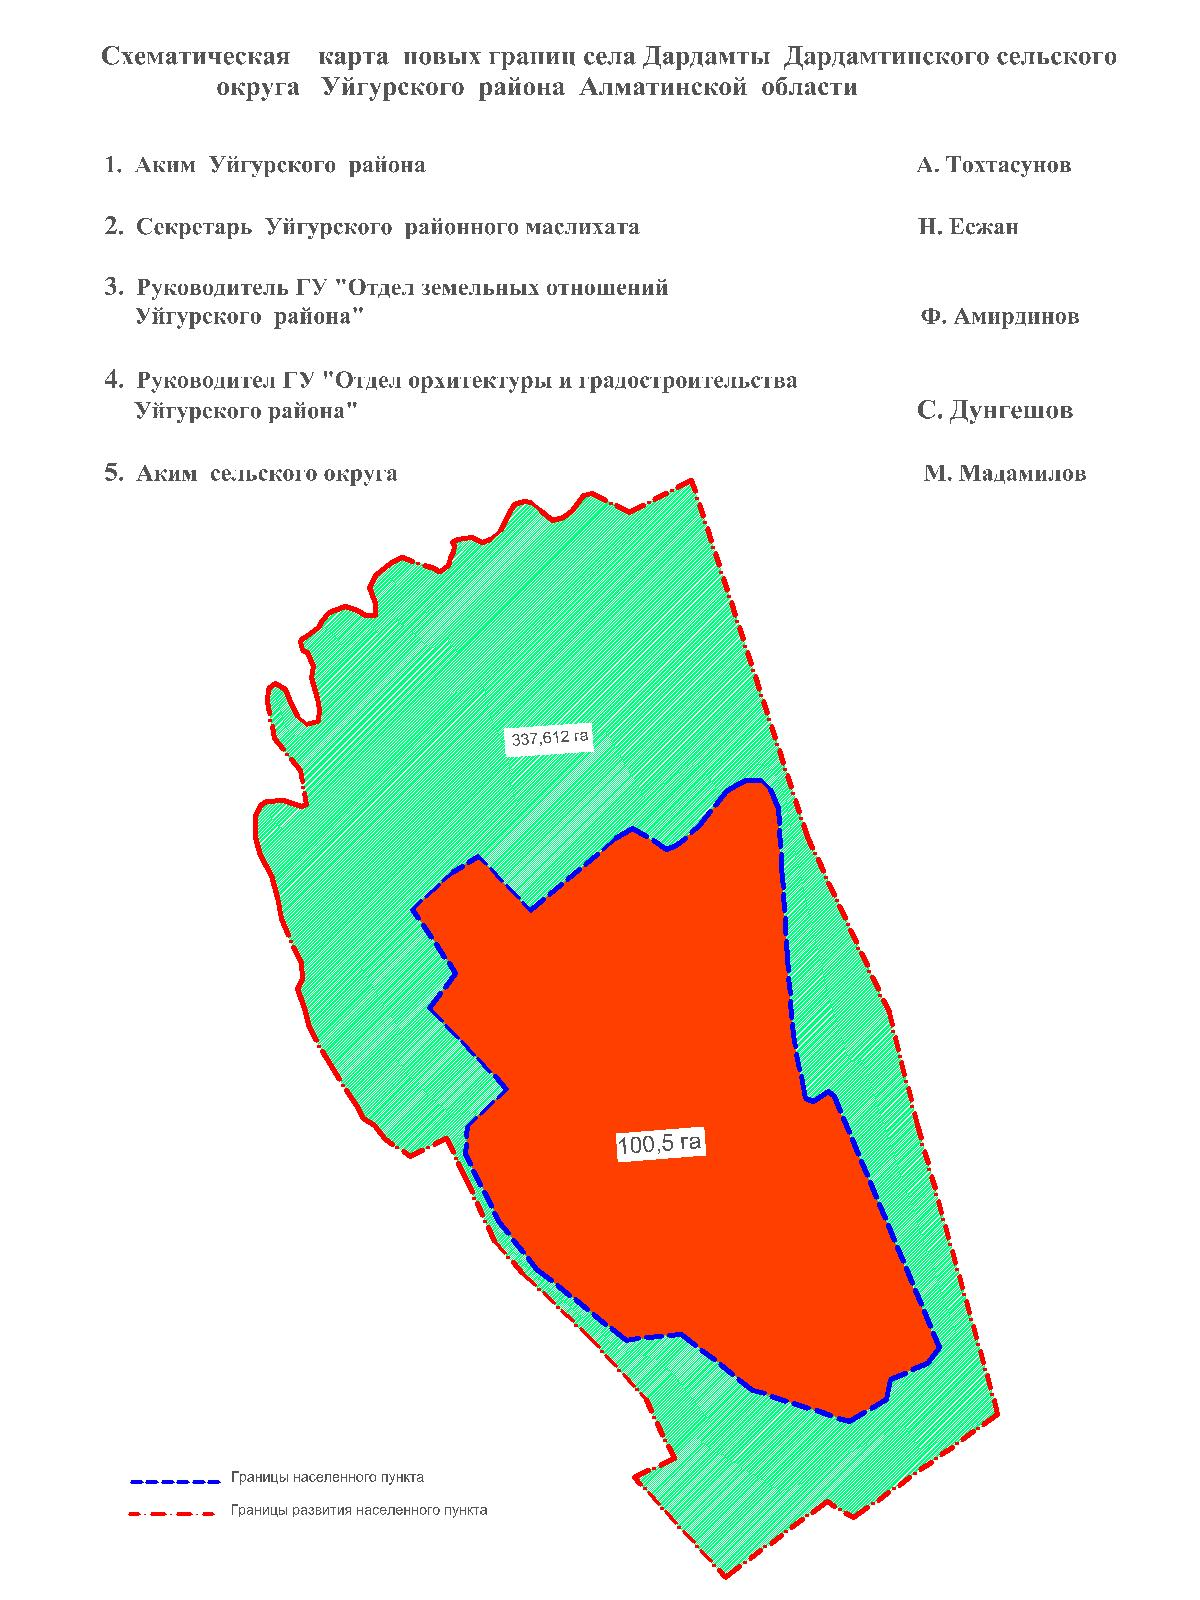 Схематическая карта новых границ села Дардамты Дардамтинского сельского
округа Уйгурского района Алматинской области
1. Аким Уйгурского района А. Тохтасунов
2. Секретарь Уйгурского районного маслихата Н. Есжан
3. Руководитель ГУ "Отдел земельных отношений
Уйгурского района" Ф. Амирдинов
4. Руководител ГУ "Отдел орхитектуры и градостроительства
Уйгурского района" С. Дунгешов
5. Аким сельского округа М. Мадамилов
337,612 га
100,5 га
Границы населенного пункта
Границы развития населенного пункта